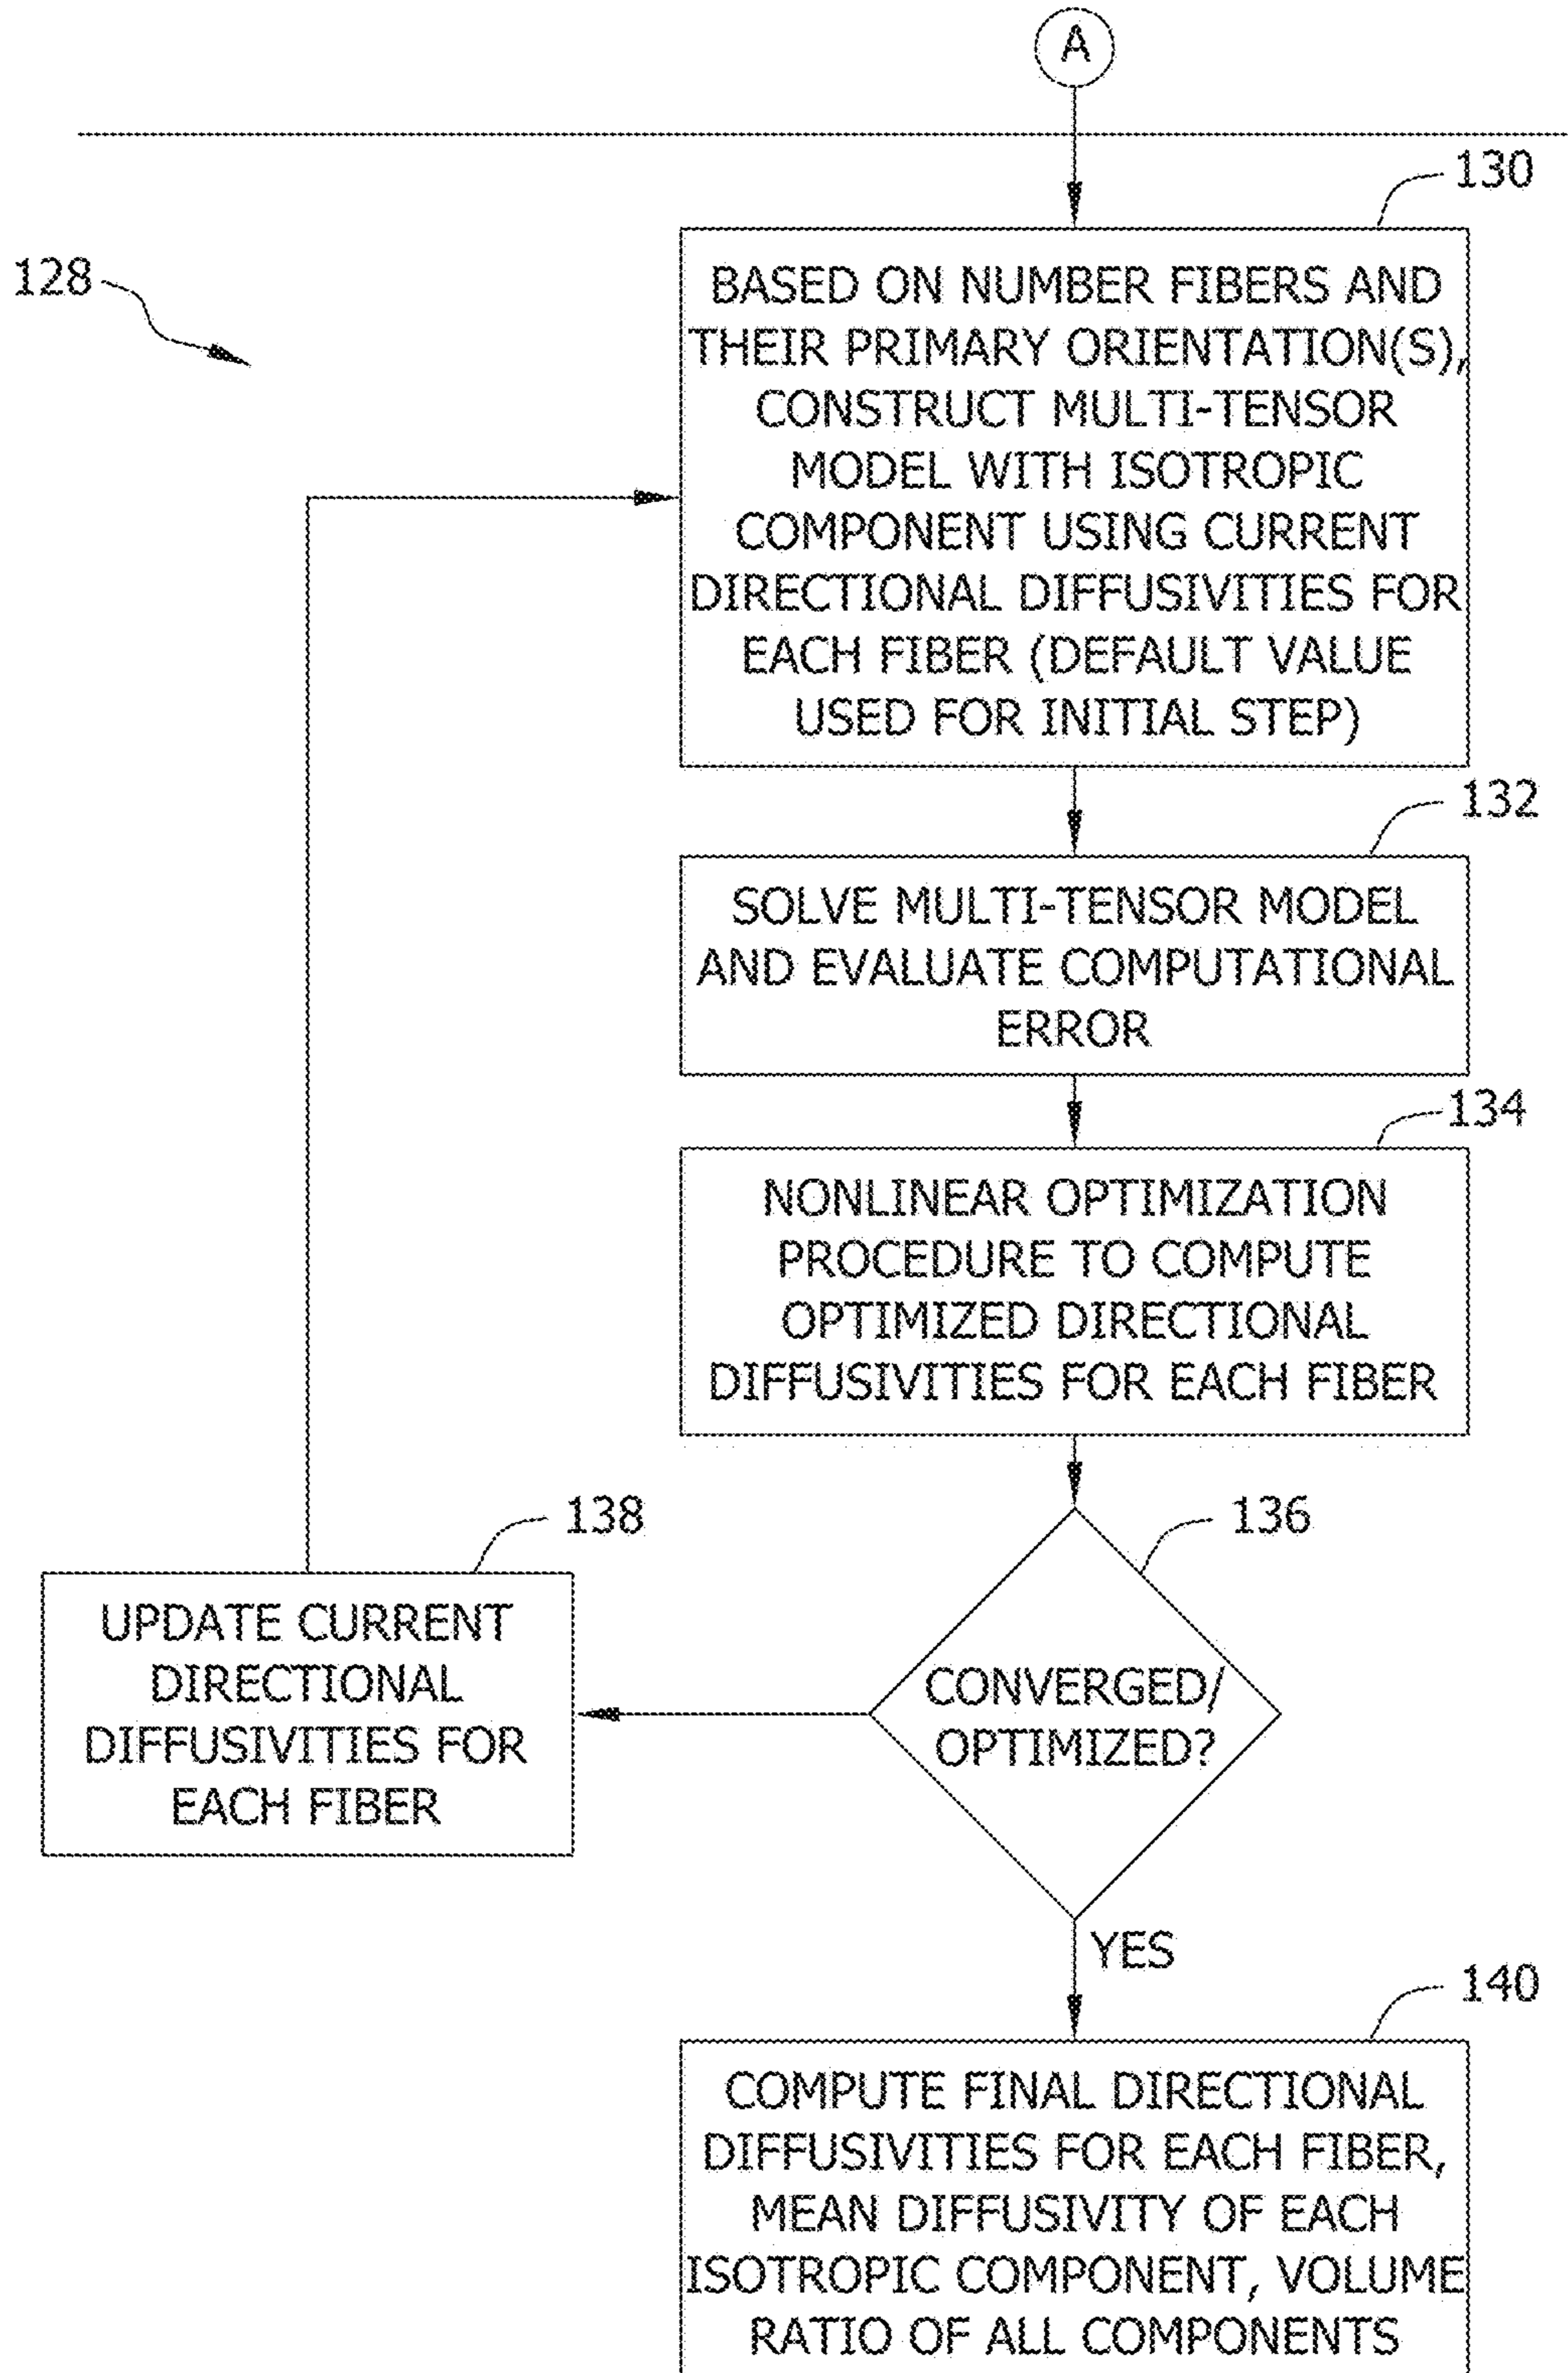 A
130
128
BASED ON NUMBER FIBERS AND
THEIR PRIMARY ORIENTATION(S),
CONSTRUCT MULTI-TENSOR
MODEL WITH ISOTROPIC
COMPONENT USING CURRENT
DIRECTIONAL DIFFUSIVITIES FOR
EACH FIBER (DEFAULT VALUE
USED FOR INITIAL STEP)
132
SOLVE MULTI-TENSOR MODEL
AND EVALUATE COMPUTATIONAL
ERROR
134
NONLINEAR OPTIMIZATION
PROCEDURE TO COMPUTE
OPTIMIZED DIRECTIONAL
DIFFUSIVITIES FOR EACH FIBER
136
CONVERGED/
OPTIMIZED?
138
UPDATE CURRENT
DIRECTIONAL
DIFFUSIVITIES FOR
EACH FIBER
YES
140
COMPUTE FINAL DIRECTIONAL
DIFFUSIVITIES FOR EACH FIBER,
MEAN DIFFUSIVITY OF EACH
ISOTROPIC COMPONENT, VOLUME
RATIO OF ALL COMPONENTS